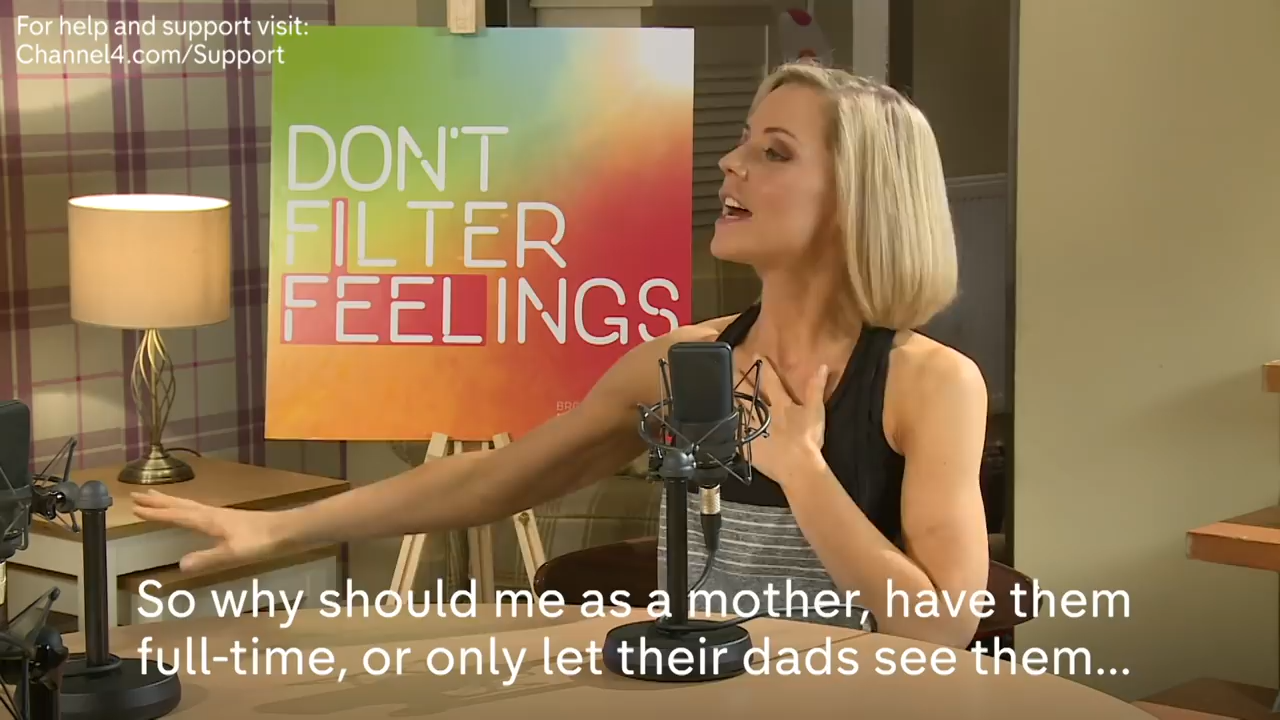 For help and support visit:
Channel4.com/Support
DON'T
FILTER
FEELINGS
So why should me as a mother, have them
full-time, or only let their dads see them...